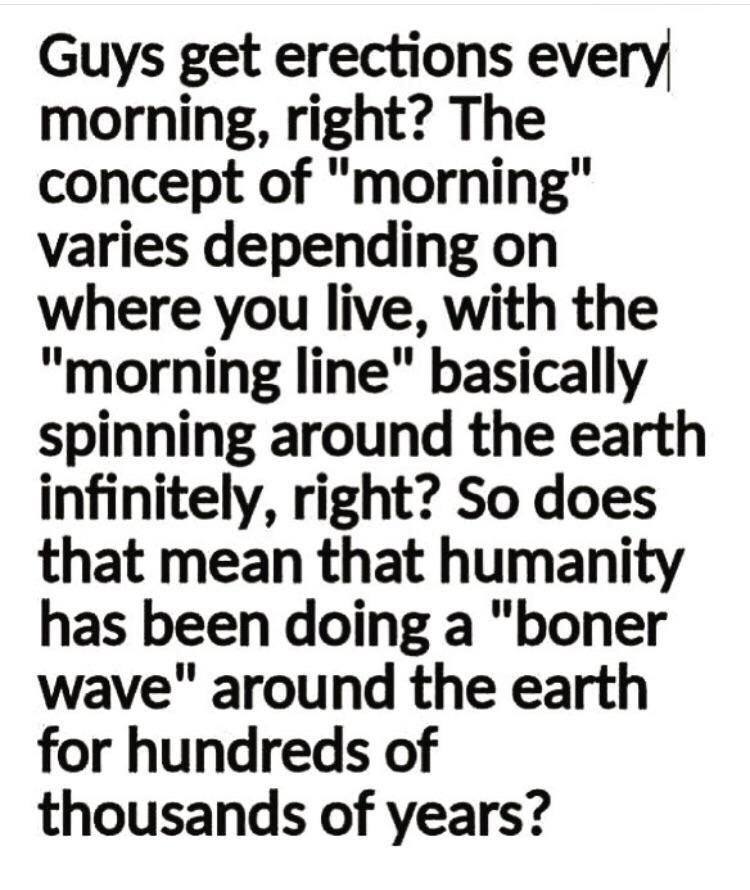 Guys get erections every
morning, right? The
concept of "morning"
varies depending on
where you live, with the
"morning line" basically
spinning around the earth
infinitely, right? So does
that mean that humanity
has been doing a "boner
wave" around the earth
for hundreds of
thousands of years?